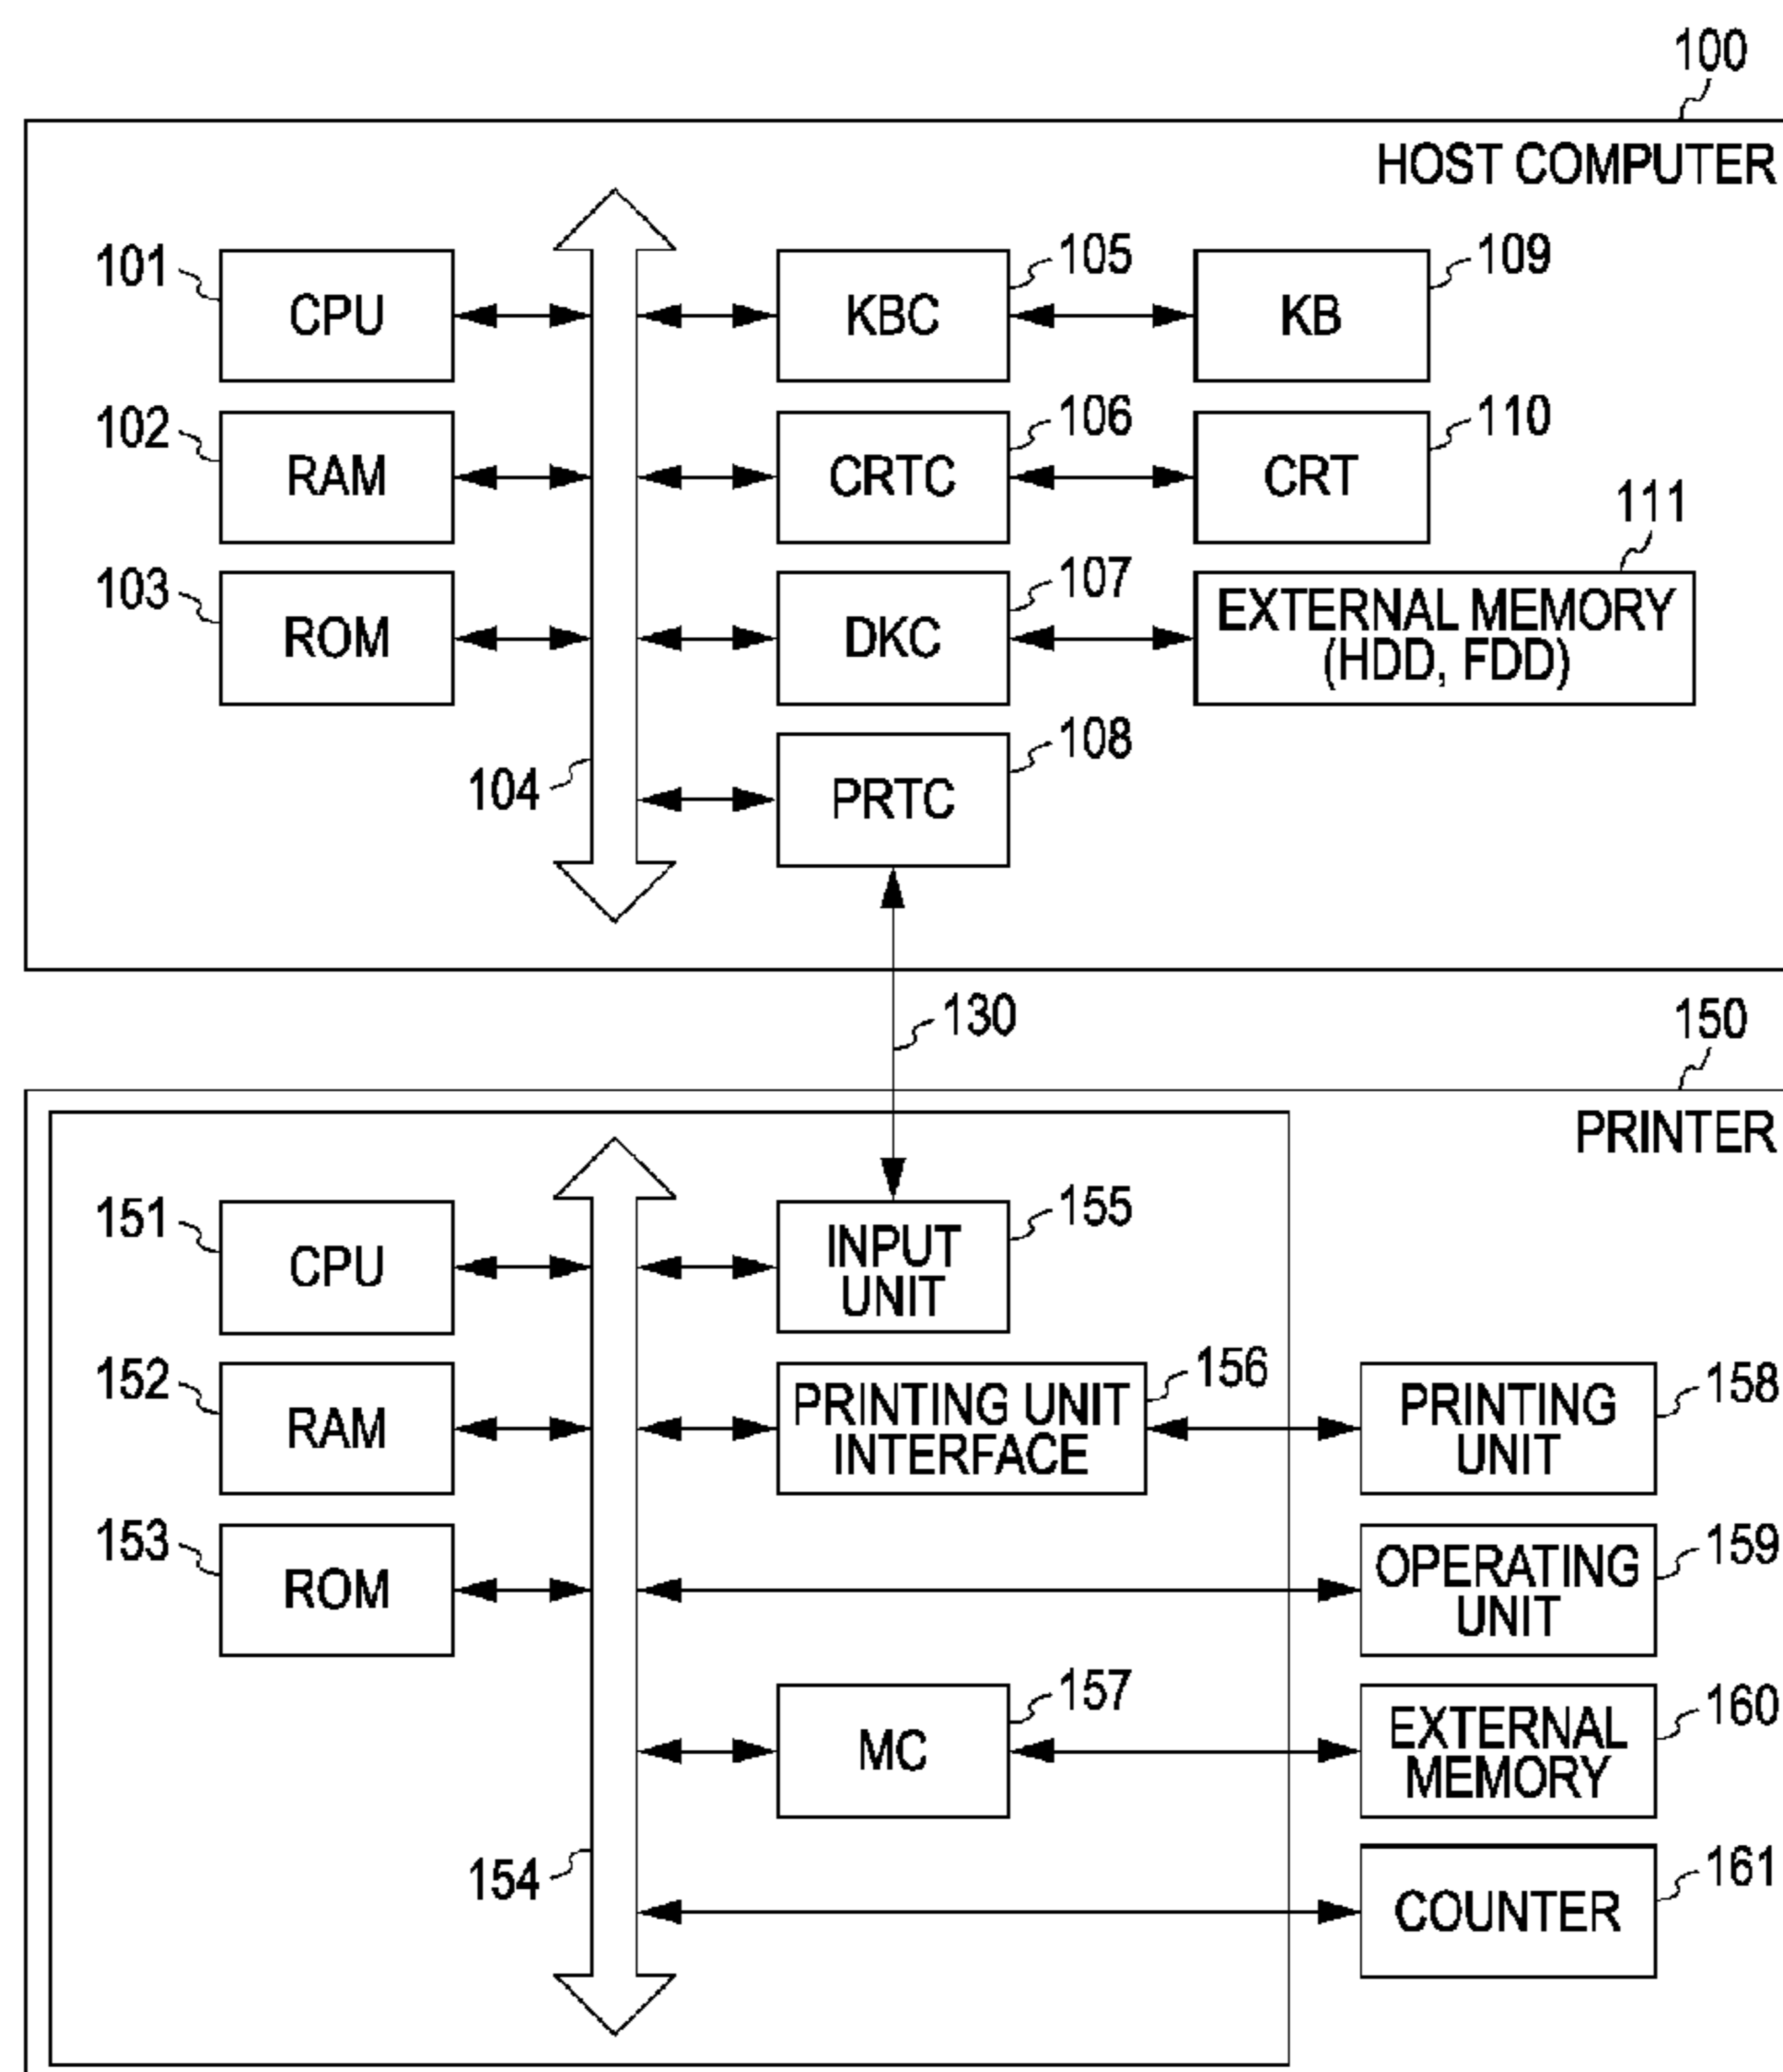 100
HOST COMPUTER
101
CPU
105
KBC
109
KB
102
RAM
106
CRTC
110
CRT
103
ROM
107
DKC
111
EXTERNAL MEMORY
(HDD, FDD)
104
108
PRTC
130
150
PRINTER
151
CPU
155
INPUT
UNIT
152
RAM
156
PRINTING UNIT
INTERFACE
158
PRINTING
UNIT
153
ROM
159
OPERATING
UNIT
157
MC
160
EXTERNAL
MEMORY
154
161
COUNTER